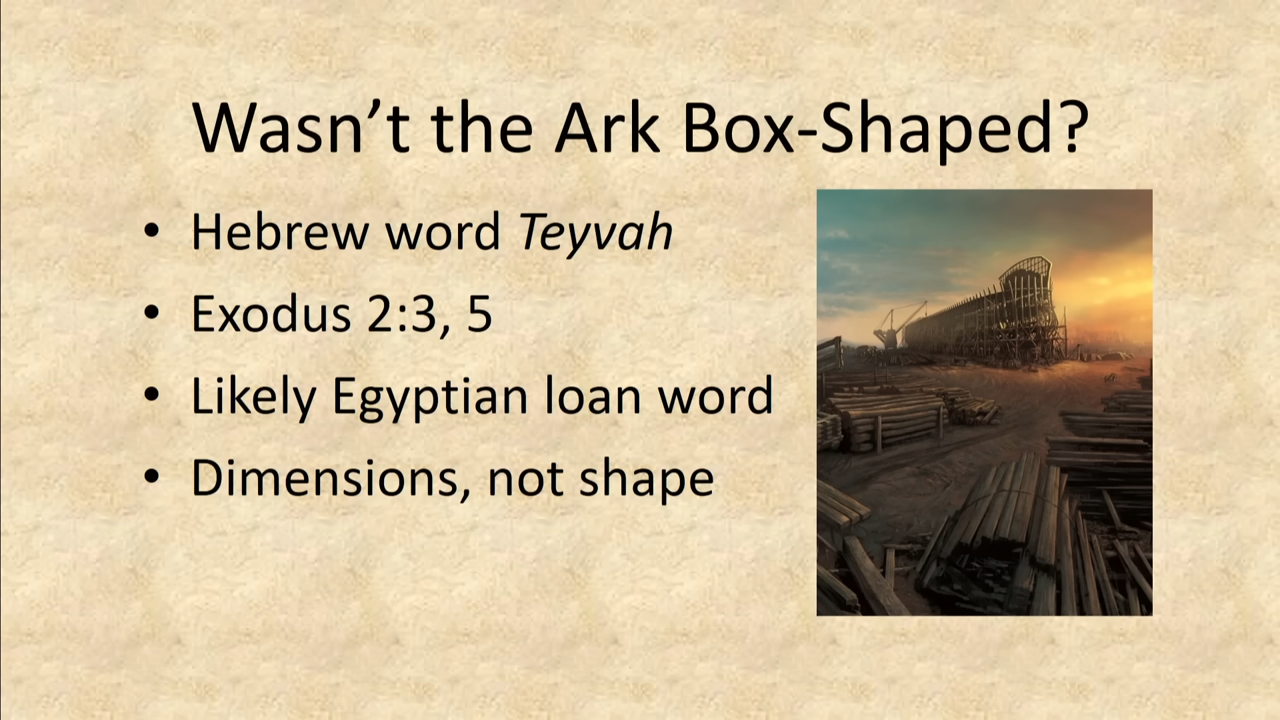 Wasn’t the Ark Box-Shaped?
• Hebrew word Teyvah
• Exodus 2:3, 5
• Likely Egyptian loan word
• Dimensions, not shape